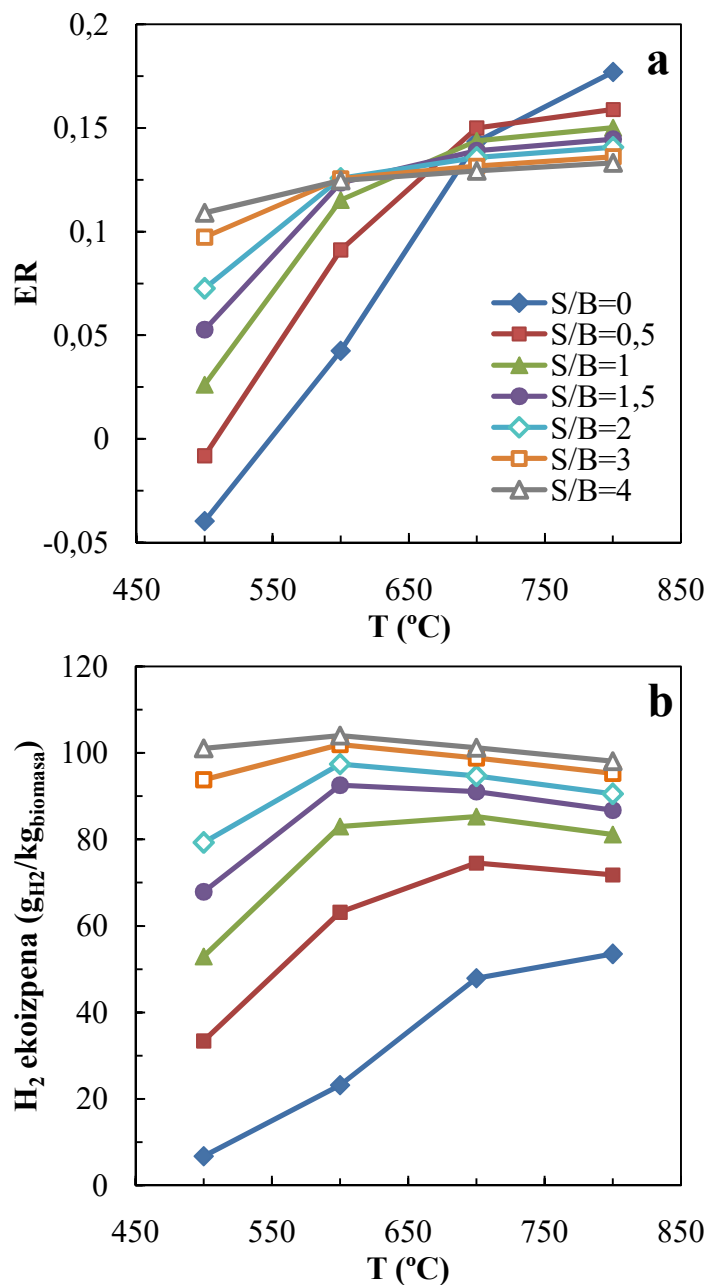 a
0,2
0,15
0,1
0,05
0
-0,05
ER
S/B=0
S/B=0,5
S/B=1
S/B=1,5
S/B=2
S/B=3
S/B=4
450 550 650 750 850
T (ºC)
b
120
100
80
60
40
20
0
H₂ ekoizpena (g_H2/kg_biomasa)
450 550 650 750 850
T (ºC)